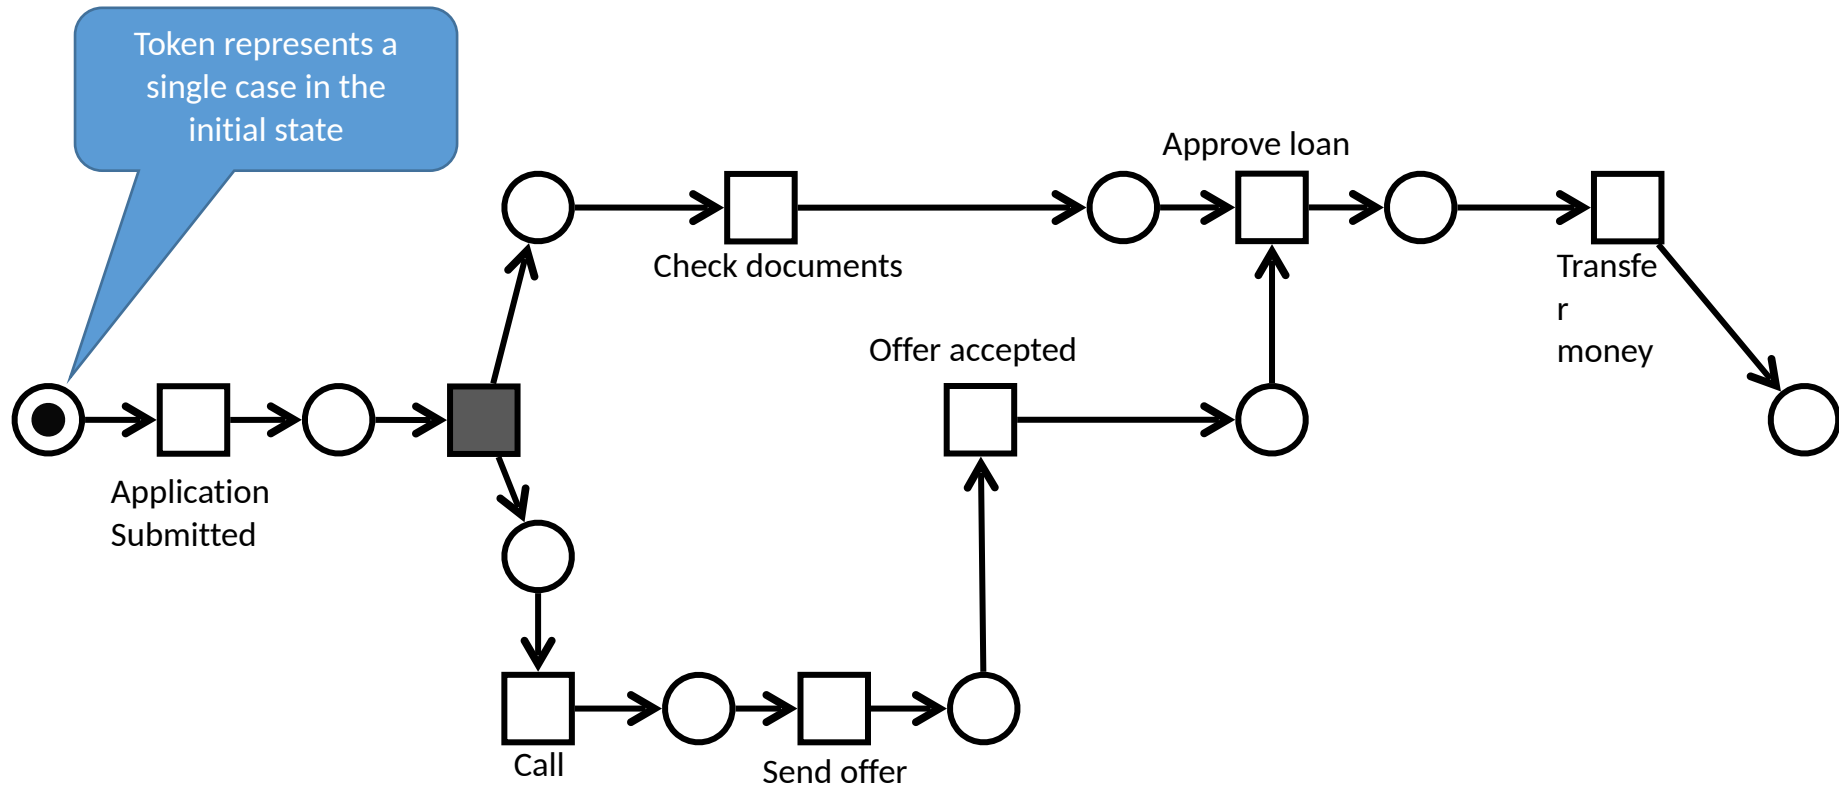 Token represents a
single case in the
initial state
Approve loan
Check documents
Transfe
r
money
Offer accepted
Application
Submitted
Call
Send offer